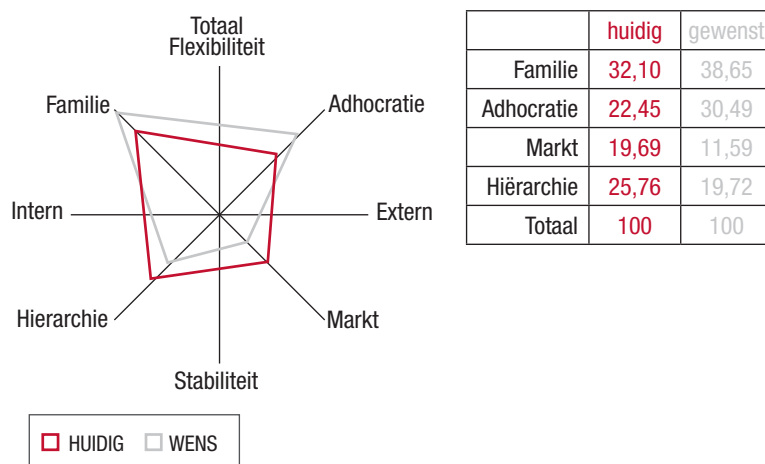 Totaal
Flexibiliteit
Familie
Adhocratie
Intern
Extern
Hierarchie
Markt
Stabiliteit
HUIDIG WENS
huidig gewenst
Familie 32,10 38,65
Adhocratie 22,45 30,49
Markt 19,69 11,59
Hiërarchie 25,76 19,72
Totaal 100 100